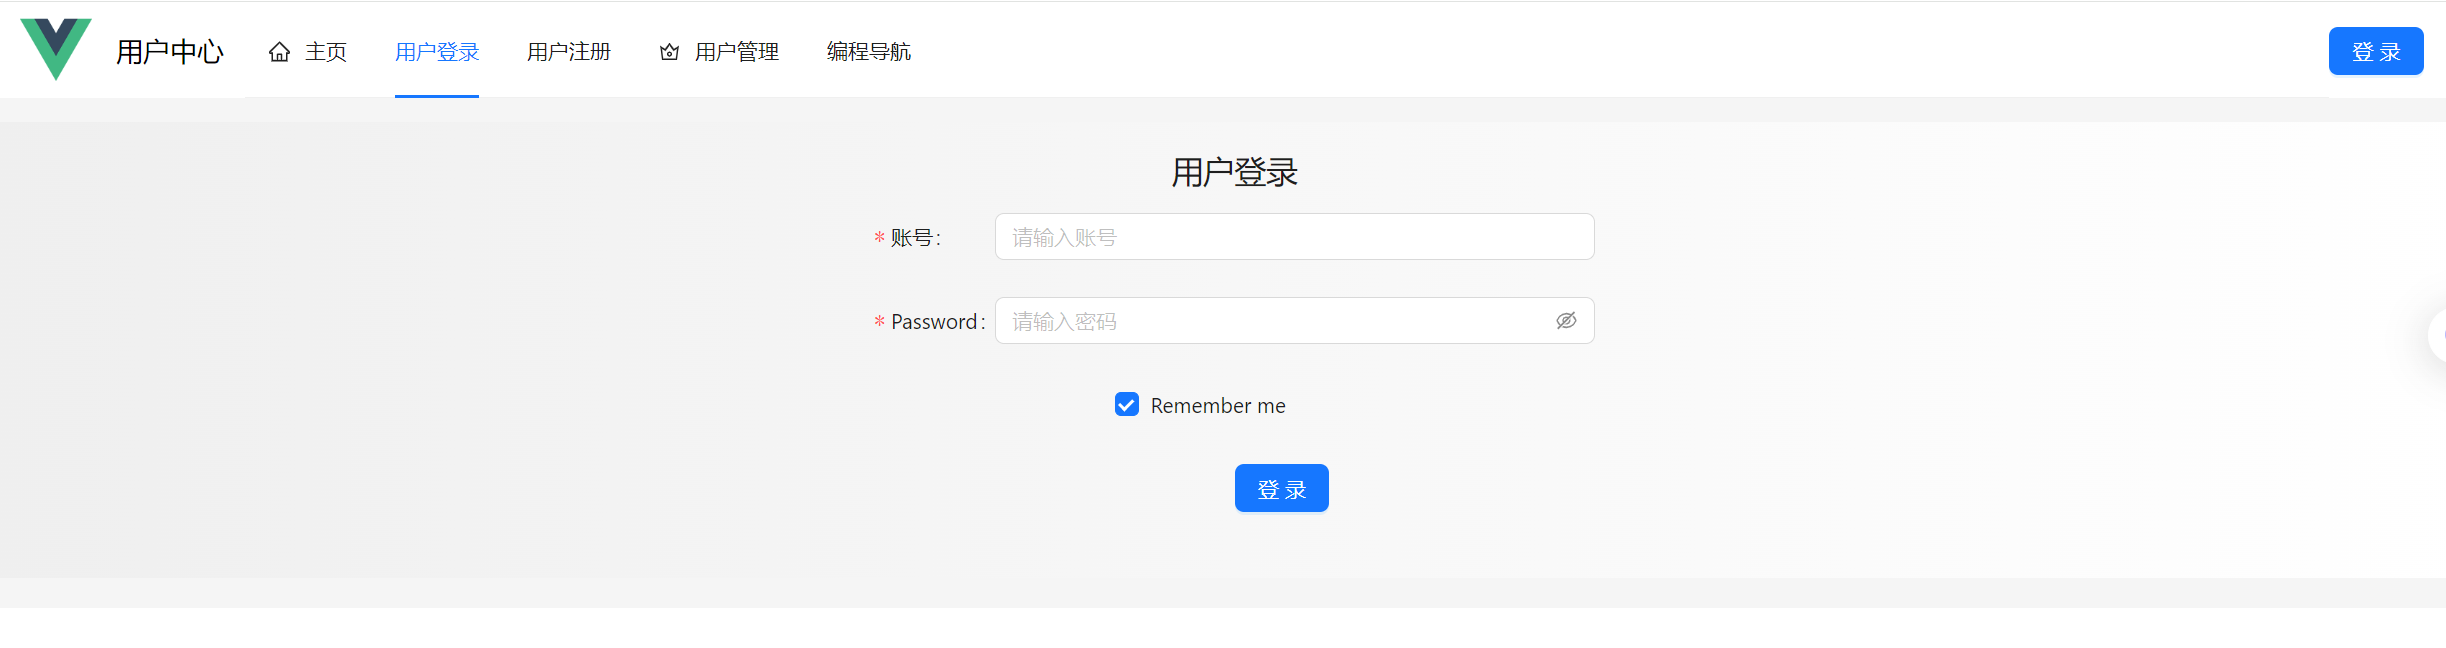 用户中心 主页 用户登录 用户注册 用户管理 编程导航 登 录
用户登录
* 账号: 请输入账号
* Password: 请输入密码
Remember me
登 录